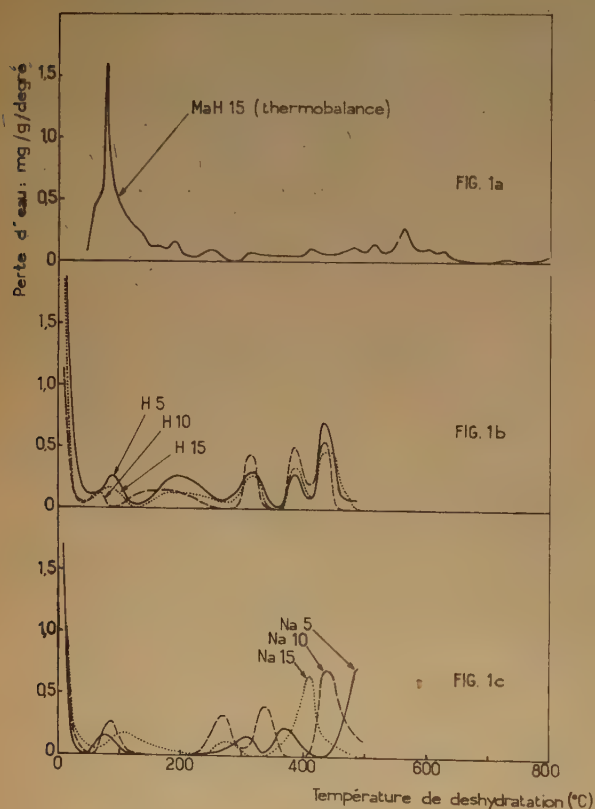 Perte d'eau: mg/g/degré
1,5
1,0
0,5
0
MaH 15 (thermobalance)
FIG. 1a
1,5
1,0
0,5
0
H 5
H 10
H 15
FIG. 1b
1,5
1,0
0,5
0
Na 5
Na 10
Na 15
FIG. 1c
0
200
400
600
800
Température de deshydratation (°C)